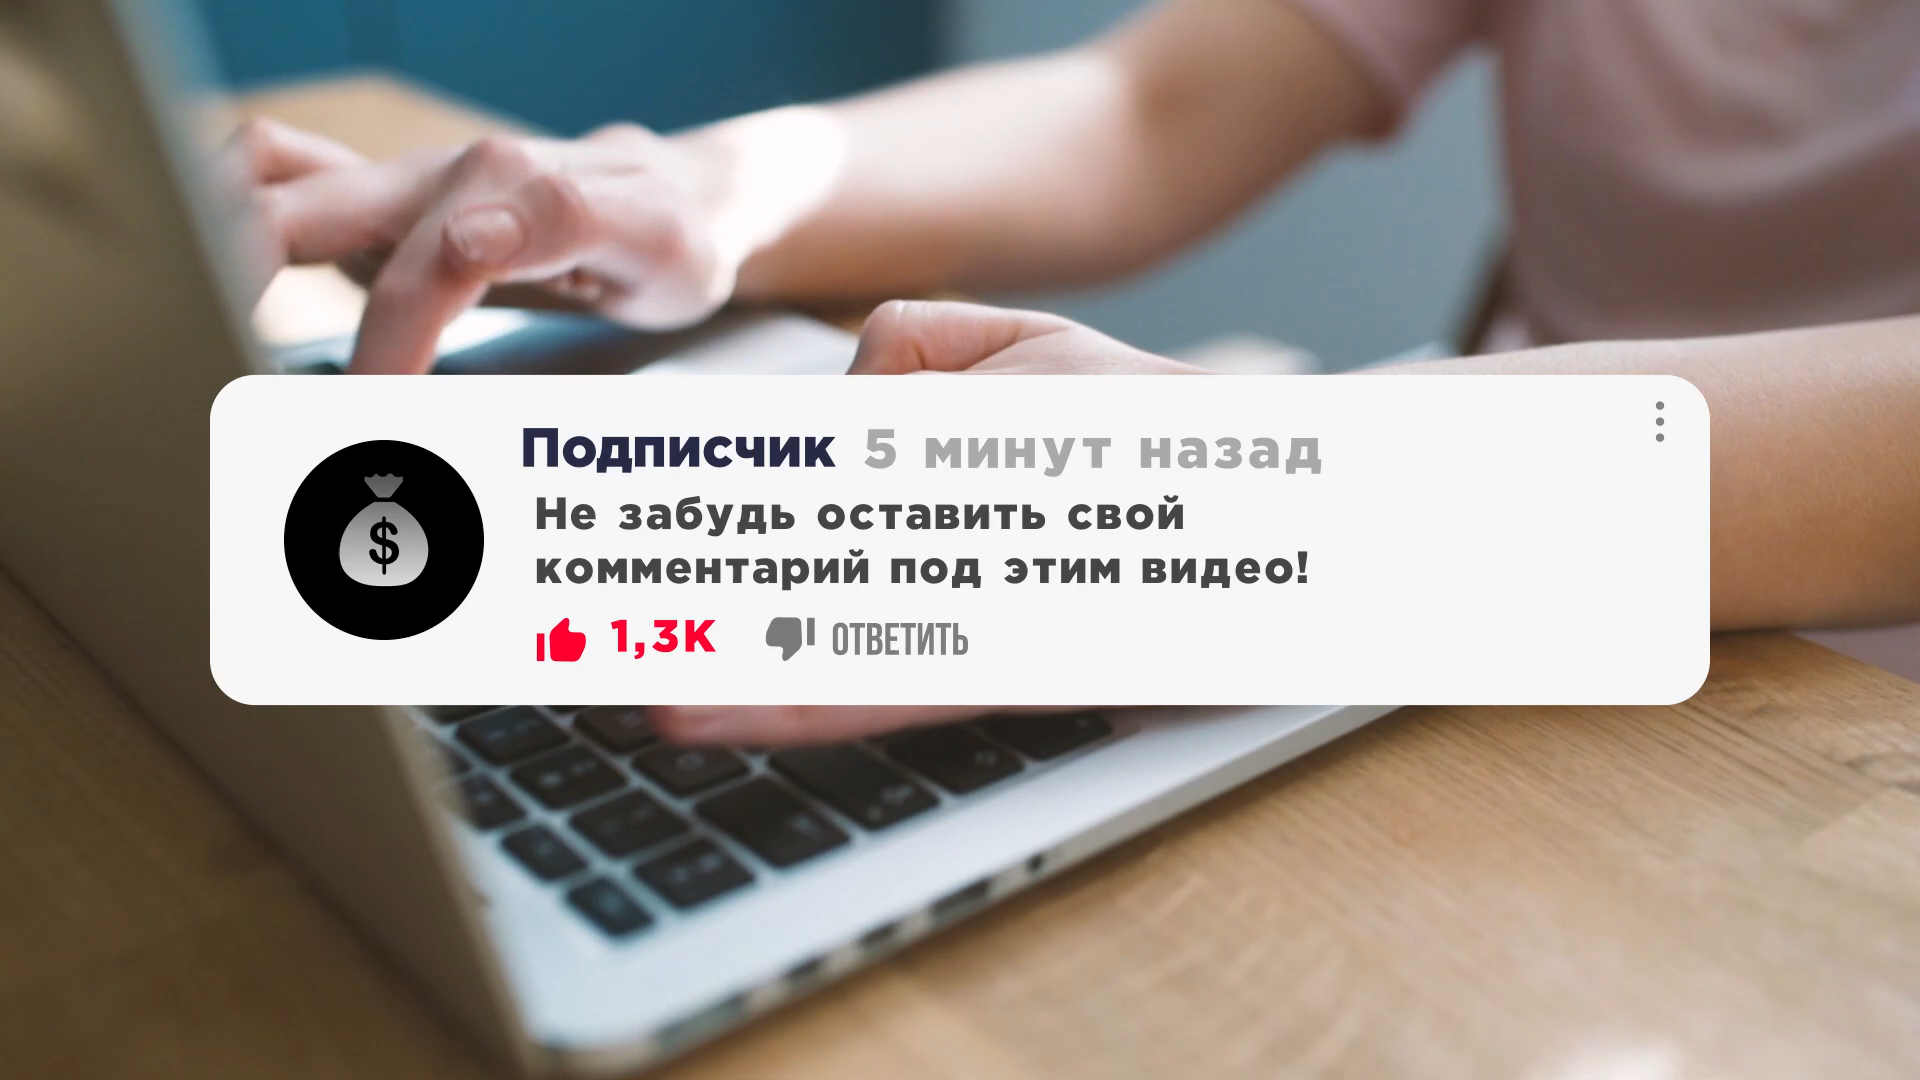 Подписчик 5 минут назад
Не забудь оставить свой
комментарий под этим видео!
1,3K ОТВЕТИТЬ
$